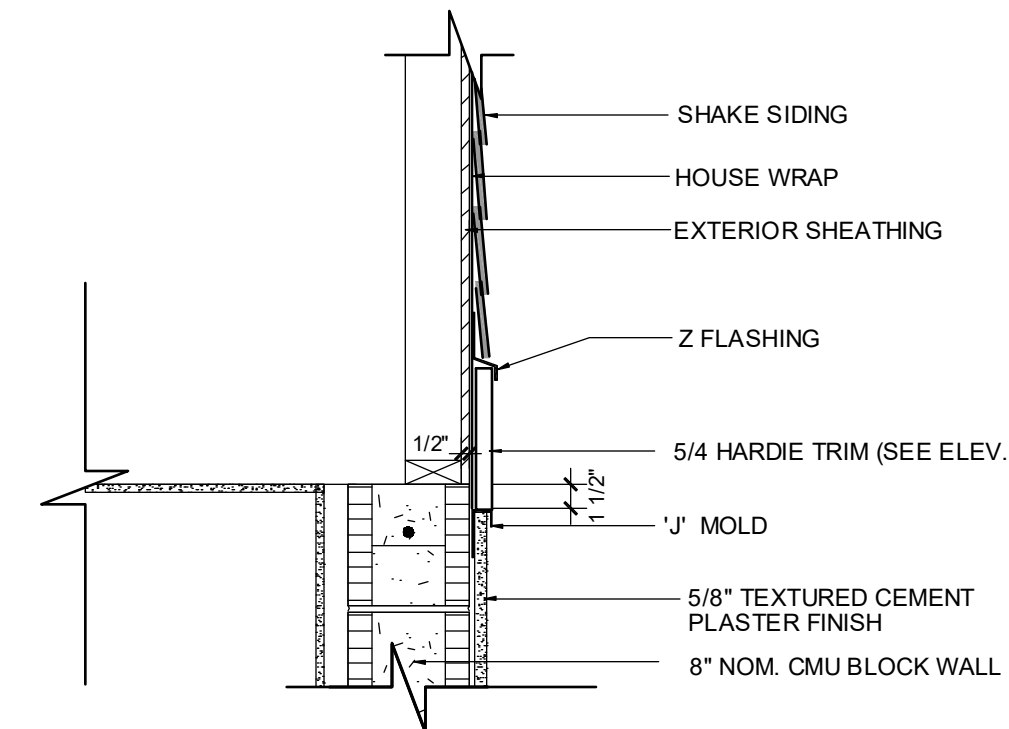 SHAKE SIDING
HOUSE WRAP
EXTERIOR SHEATHING
Z FLASHING
1/2"
5/4 HARDIE TRIM (SEE ELEV.
1 1/2"
'J' MOLD
5/8" TEXTURED CEMENT
PLASTER FINISH
8" NOM. CMU BLOCK WALL